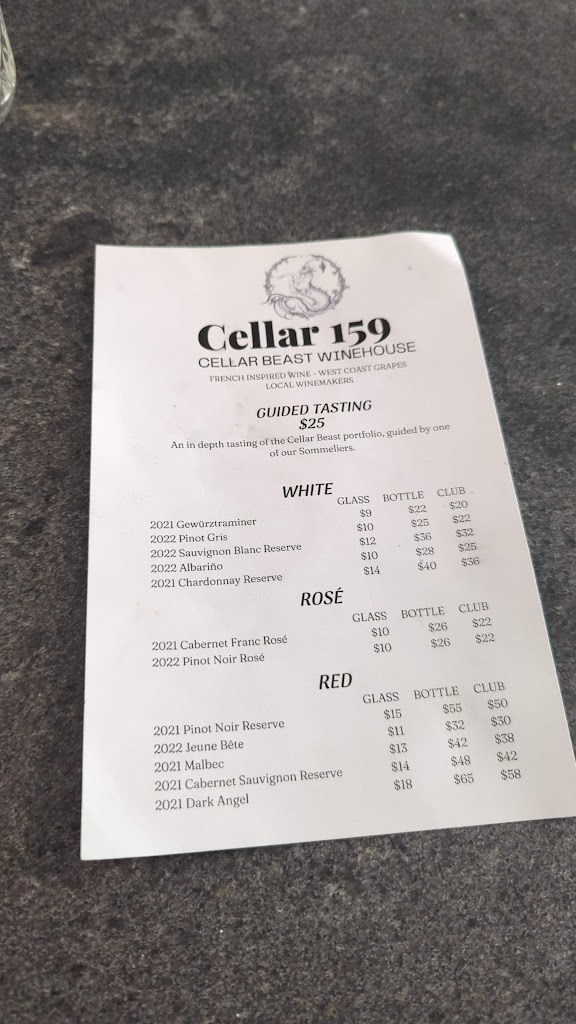 Cellar 159
CELLAR BEAST WINEHOUSE
FRENCH INSPIRED WINE - WEST COAST GRAPES
LOCAL WINEMAKERS
GUIDED TASTING
$25
An in depth tasting of the Cellar Beast portfolio, guided by one
of our Sommeliers.
WHITE
GLASS BOTTLE CLUB
2021 Gewürztraminer $9 $22 $20
2022 Pinot Gris $10 $25 $22
2022 Sauvignon Blanc Reserve $12 $36 $32
2022 Albariño $10 $28 $25
2021 Chardonnay Reserve $14 $40 $36
ROSÉ
GLASS BOTTLE CLUB
2021 Cabernet Franc Rosé $10 $26 $22
2022 Pinot Noir Rosé $10 $26 $22
RED
GLASS BOTTLE CLUB
2021 Pinot Noir Reserve $15 $55 $50
2022 Jeune Bête $11 $32 $30
2021 Malbec $13 $42 $38
2021 Cabernet Sauvignon Reserve $14 $48 $42
2021 Dark Angel $18 $65 $58